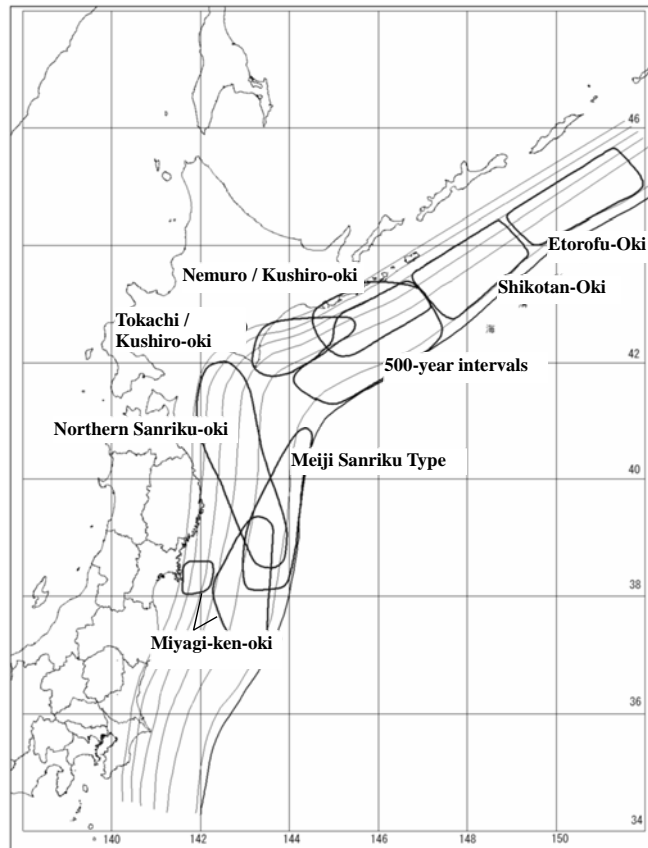 46
Etorofu-Oki
Nemuro / Kushiro-oki
Shikotan-Oki
Tokachi /
Kushiro-oki
海
42
500-year intervals
Northern Sanriku-oki
Meiji Sanriku Type
40
38
Miyagi-ken-oki
36
34
140
142
144
146
148
150